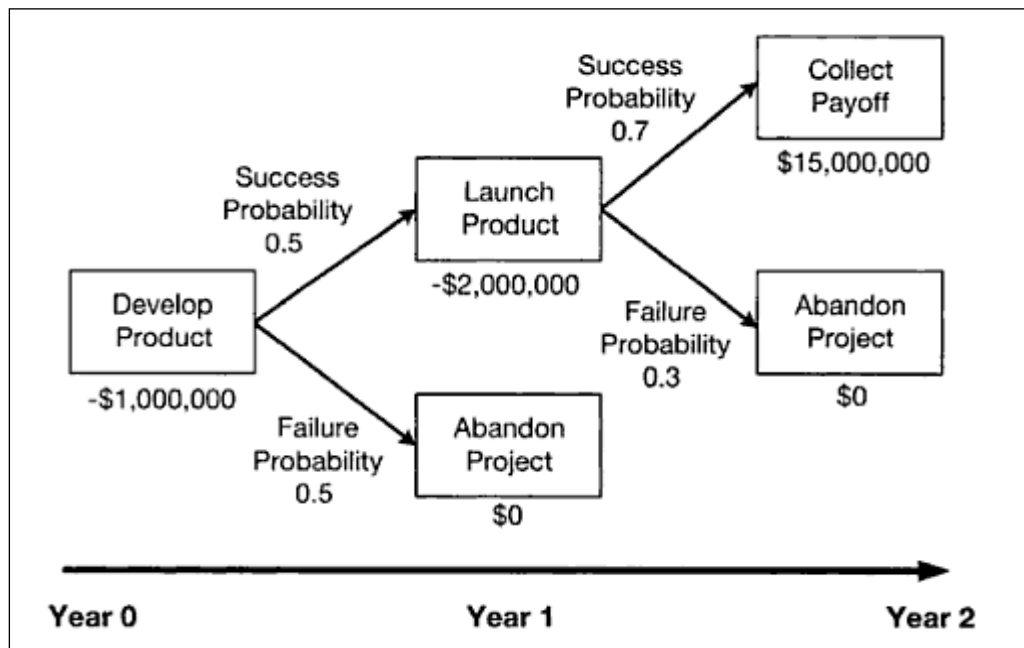 Success
Probability
0.7
Collect
Payoff
$15,000,000
Success
Probability
0.5
Launch
Product
-$2,000,000
Develop
Product
-$1,000,000
Failure
Probability
0.3
Abandon
Project
$0
Failure
Probability
0.5
Abandon
Project
$0
Year 0
Year 1
Year 2